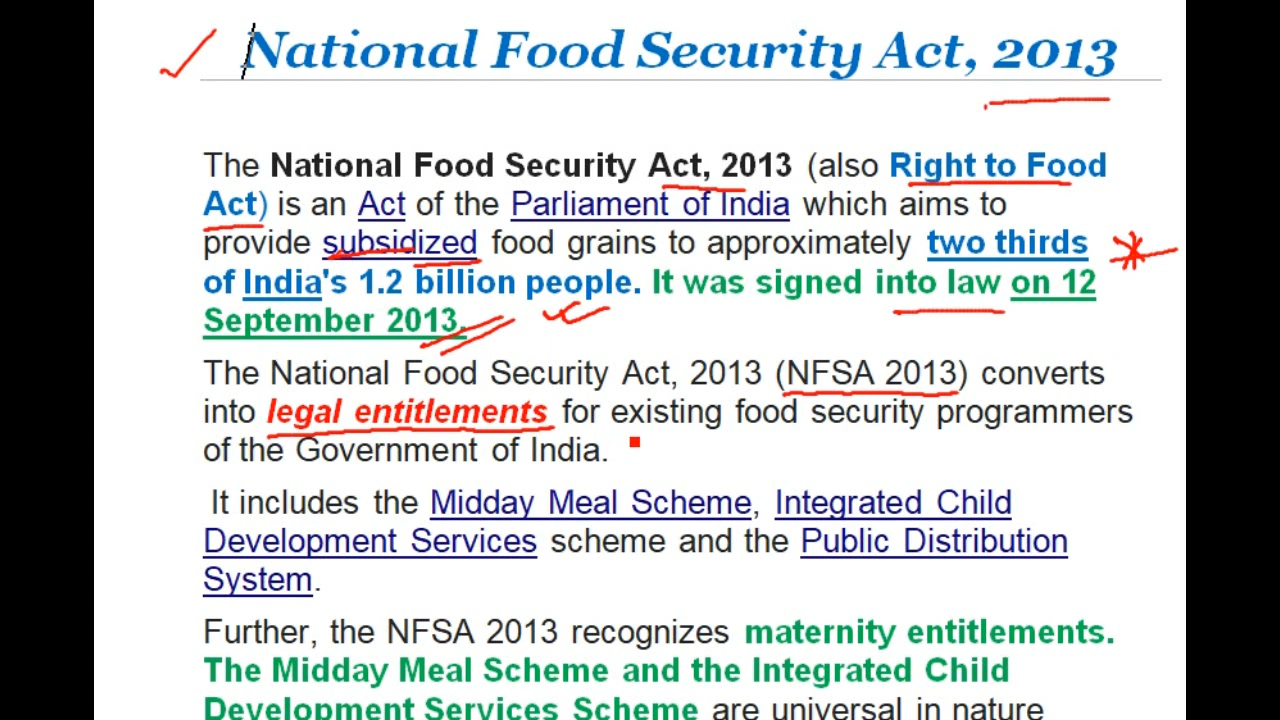 National Food Security Act, 2013
The National Food Security Act, 2013 (also Right to Food
Act) is an Act of the Parliament of India which aims to
provide subsidized food grains to approximately two thirds
of India's 1.2 billion people. It was signed into law on 12
September 2013.
The National Food Security Act, 2013 (NFSA 2013) converts
into legal entitlements for existing food security programmers
of the Government of India.
It includes the Midday Meal Scheme, Integrated Child
Development Services scheme and the Public Distribution
System.
Further, the NFSA 2013 recognizes maternity entitlements.
The Midday Meal Scheme and the Integrated Child
Development Services Scheme are universal in nature